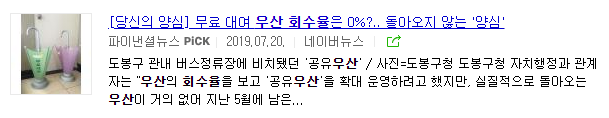 [당신의 양심] 무료 대여 우산 회수율은 0%?.. 돌아오지 않는 '양심'
파이낸셜뉴스 PiCK 2019.07.20. 네이버뉴스
도봉구 관내 버스정류장에 비치됐던 '공유우산' / 사진=도봉구청 도봉구청 자치행정과 관계
자는 "우산의 회수율을 보고 '공유우산'을 확대 운영하려고 했지만, 실질적으로 돌아오는
우산이 거의 없어 지난 5월에 남은...